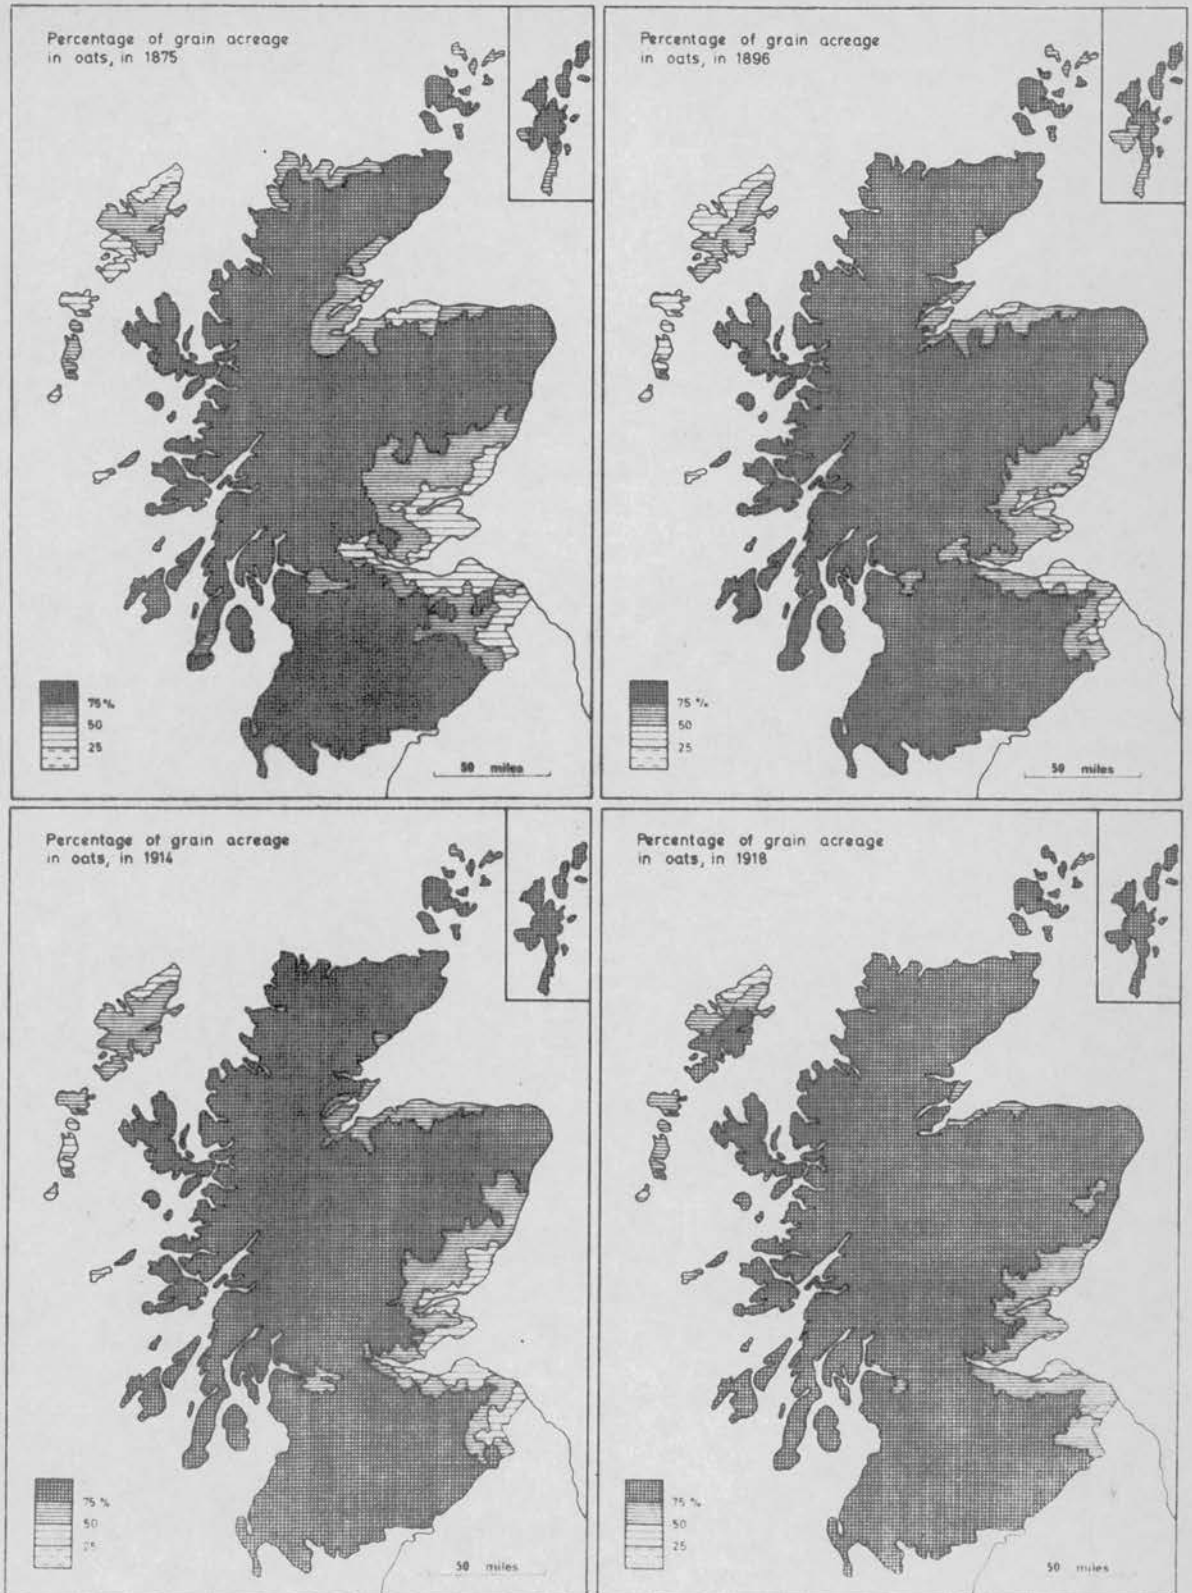 Percentage of grain acreage
in oats, in 1875
75%
50
25
50 miles
Percentage of grain acreage
in oats, in 1896
75 %
50
25
50 miles
Percentage of grain acreage
in oats, in 1914
75 %
50
25
50 miles
Percentage of grain acreage
in oats, in 1918
75 %
50
25
50 miles